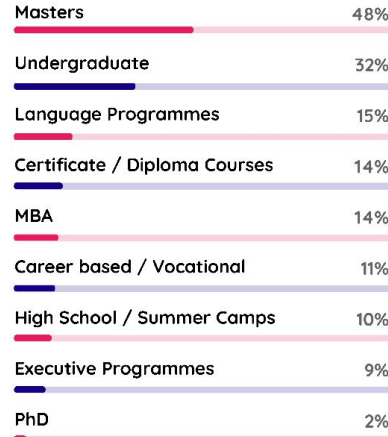 Masters 48%
Undergraduate 32%
Language Programmes 15%
Certificate / Diploma Courses 14%
MBA 14%
Career based / Vocational 11%
High School / Summer Camps 10%
Executive Programmes 9%
PhD 2%